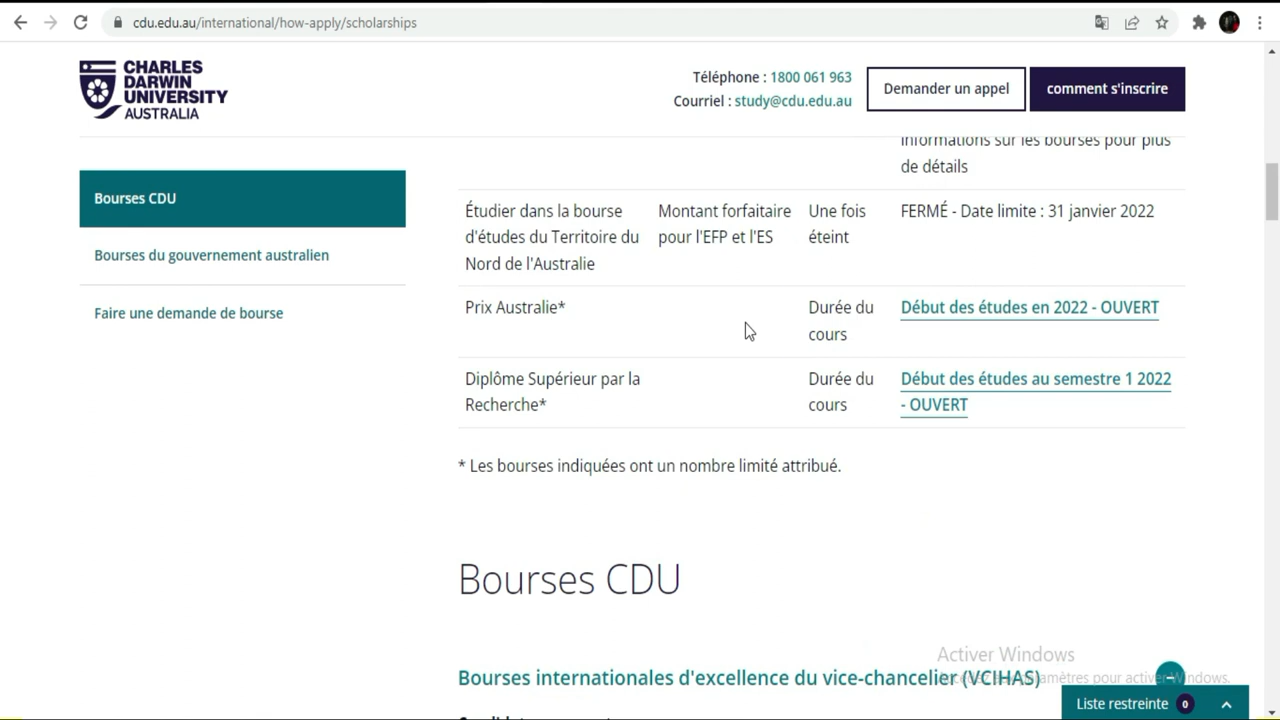 cdu.edu.au/international/how-apply/scholarships
CHARLES
DARWIN
UNIVERSITY
AUSTRALIA
Téléphone : 1800 061 963
Courriel : study@cdu.edu.au
Demander un appel
comment s'inscrire
Bourses CDU
Bourses du gouvernement australien
Faire une demande de bourse
informations sur les bourses pour plus
de détails
Étudier dans la bourse Montant forfaitaire Une fois FERMÉ - Date limite : 31 janvier 2022
d'études du Territoire du pour l'EFP et l'ES éteint
Nord de l'Australie
Prix Australie* Durée du Début des études en 2022 - OUVERT
cours
Diplôme Supérieur par la Durée du Début des études au semestre 1 2022
Recherche* cours - OUVERT
* Les bourses indiquées ont un nombre limité attribué.
Bourses CDU
Activer Windows
Bourses internationales d'excellence du vice-chancelier (VCIHAS)
paramètres pour activer Windows.
Liste restreinte 0